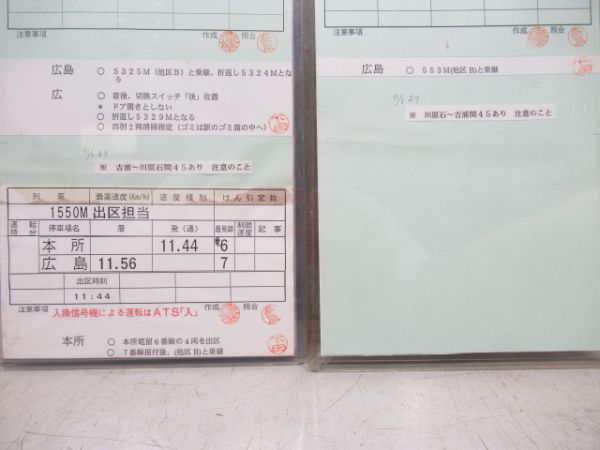 注意事項
作成
照合
広島
○ 5325M (他区B) と乗継、折返し5324Mとな
る
広
○ 着後、切換スイッチ「後」位置
* ドア開きとしない
○ 折返し5329Mとなる
○ 西側2両清掃指定 (ゴミは駅のゴミ箱の中へ)
※ 吉浦~川原石間45あり 注意のこと
列車
最高速度(Km/h)
速度種別
けん引定数
1550M 出区担当
運転
時分
停車場名
着
発(通)
着発線
制限
速度
記事
本所
11.44
6
広島
11.56
7
出区時刻
11:44
注意事項
作成
照合
入換信号機による運転はATS「入」
本所
○ 本所電留6番線の4両を出区
○ 7番線据付後、(他区B)と乗継
注意事項
作成
照合
広島
○ 553M(他区B)と乗継
※ 川原石~吉浦間45あり 注意のこと